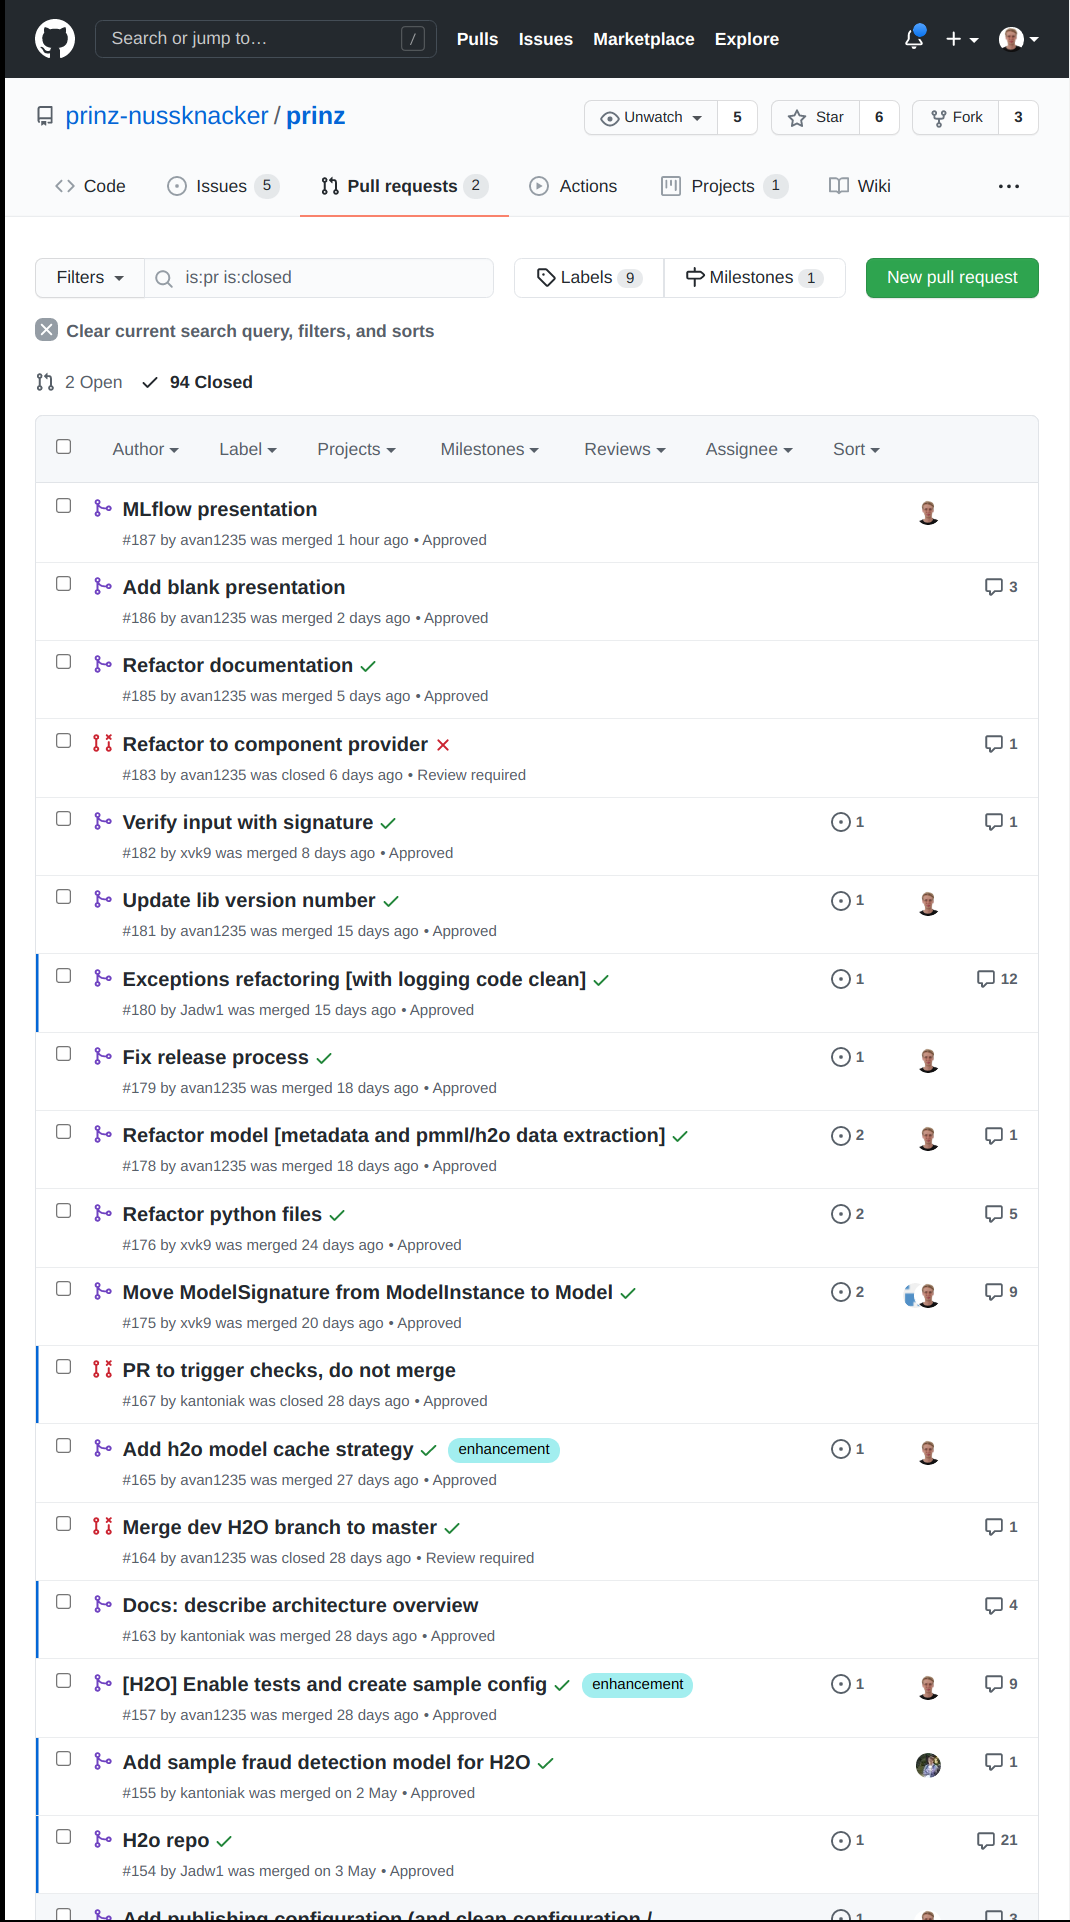 Search or jump to… / Pulls Issues Marketplace Explore
prinz-nussknacker / prinz Unwatch 5 Star 6 Fork 3
Code Issues 5 Pull requests 2 Actions Projects 1 Wiki
Filters is:pr is:closed Labels 9 Milestones 1 New pull request
Clear current search query, filters, and sorts
2 Open 94 Closed
Author Label Projects Milestones Reviews Assignee Sort
MLflow presentation
#187 by avan1235 was merged 1 hour ago • Approved
Add blank presentation 3
#186 by avan1235 was merged 2 days ago • Approved
Refactor documentation
#185 by avan1235 was merged 5 days ago • Approved
Refactor to component provider 1
#183 by avan1235 was closed 6 days ago • Review required
Verify input with signature 1 1
#182 by xvk9 was merged 8 days ago • Approved
Update lib version number 1
#181 by avan1235 was merged 15 days ago • Approved
Exceptions refactoring [with logging code clean] 1 12
#180 by Jadw1 was merged 15 days ago • Approved
Fix release process 1
#179 by avan1235 was merged 18 days ago • Approved
Refactor model [metadata and pmml/h2o data extraction] 2 1
#178 by avan1235 was merged 18 days ago • Approved
Refactor python files 2 5
#176 by xvk9 was merged 24 days ago • Approved
Move ModelSignature from ModelInstance to Model 2 9
#175 by xvk9 was merged 20 days ago • Approved
PR to trigger checks, do not merge
#167 by kantoniak was closed 28 days ago • Approved
Add h2o model cache strategy enhancement 1
#165 by avan1235 was merged 27 days ago • Approved
Merge dev H2O branch to master 1
#164 by avan1235 was closed 28 days ago • Review required
Docs: describe architecture overview 4
#163 by kantoniak was merged 28 days ago • Approved
[H2O] Enable tests and create sample config enhancement 1 9
#157 by avan1235 was merged 28 days ago • Approved
Add sample fraud detection model for H2O 1
#155 by kantoniak was merged on 2 May • Approved
H2o repo 1 21
#154 by Jadw1 was merged on 3 May • Approved
Add publishing configuration (and clean configuration / 1 3